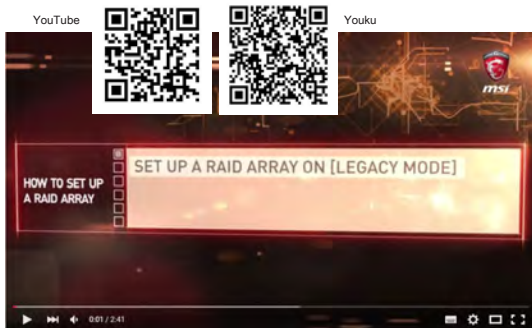 YouTube
Youku
msi
SET UP A RAID ARRAY ON [LEGACY MODE]
HOW TO SET UP
A RAID ARRAY
0:01 / 2:41